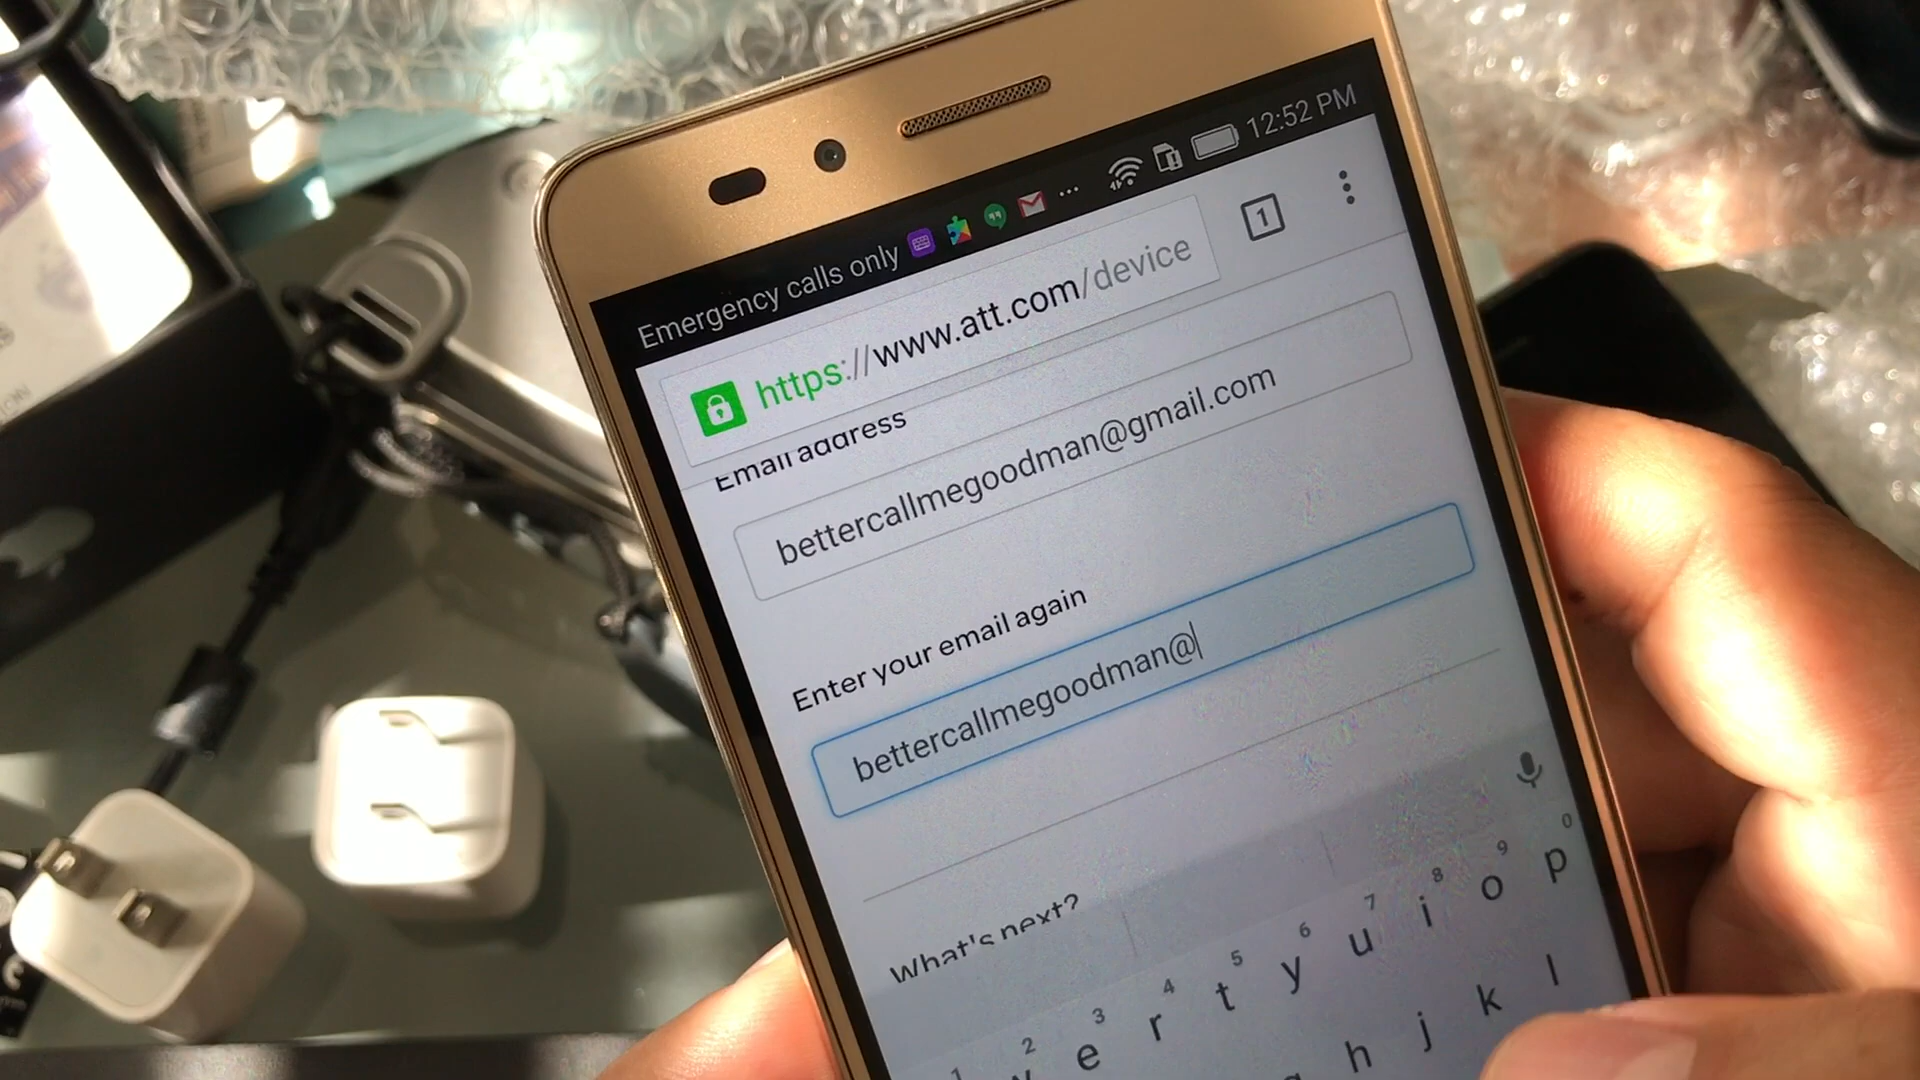 Emergency calls only 12:52 PM
https://www.att.com/device
1
Email address
bettercallmegoodman@gmail.com
Enter your email again
bettercallmegoodman@
What's next?
1 2 3 4 5 6 7 8 9 0
e r t y u i o p
h j k l